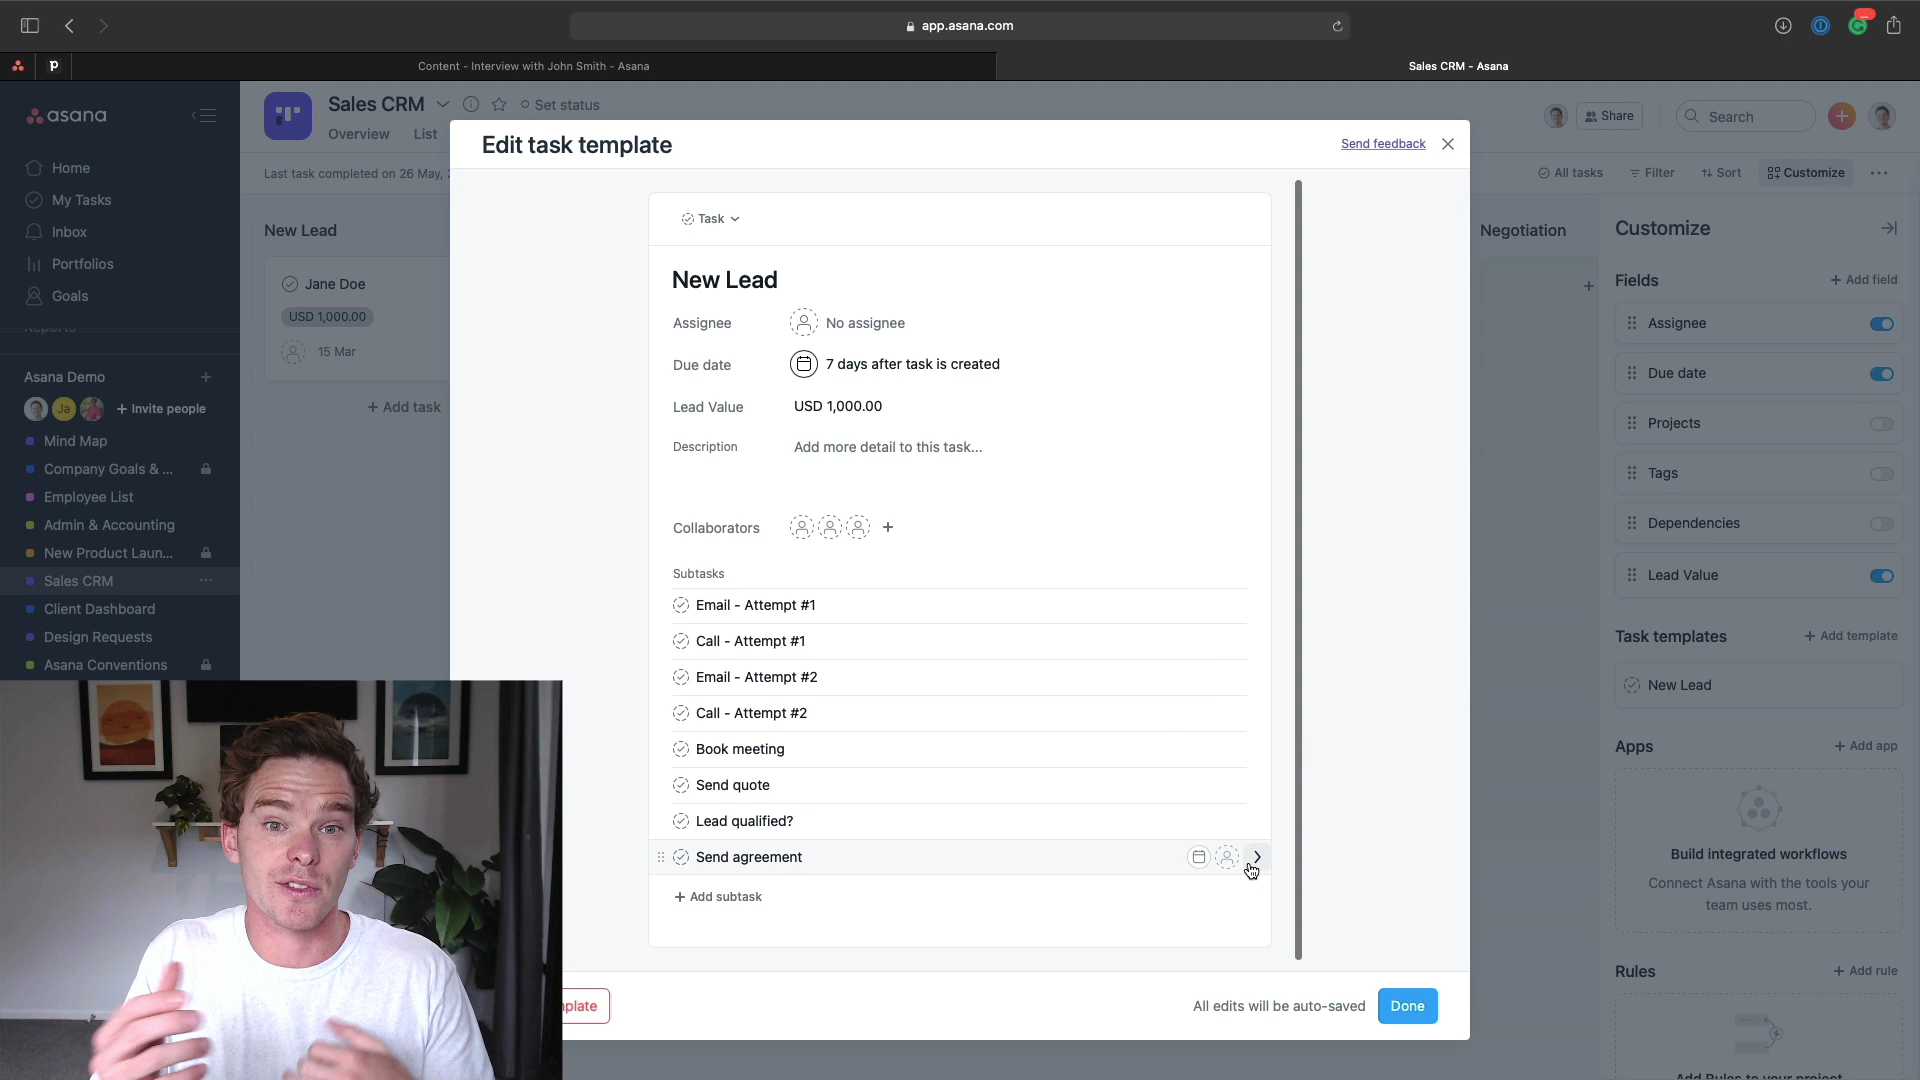 app.asana.com
Content - Interview with John Smith - Asana
Sales CRM - Asana
asana
Home
My Tasks
Inbox
Portfolios
Goals
Reports
Asana Demo
Ja
Invite people
Mind Map
Company Goals & ...
Employee List
Admin & Accounting
New Product Laun...
Sales CRM
Client Dashboard
Design Requests
Asana Conventions
Sales CRM
Set status
Overview
List
Share
Search
Last task completed on 26 May,
All tasks
Filter
Sort
Customize
New Lead
Jane Doe
USD 1,000.00
15 Mar
+ Add task
Edit task template
Send feedback
Task
New Lead
Assignee
No assignee
Due date
7 days after task is created
Lead Value
USD 1,000.00
Description
Add more detail to this task...
Collaborators
Subtasks
Email - Attempt #1
Call - Attempt #1
Email - Attempt #2
Call - Attempt #2
Book meeting
Send quote
Lead qualified?
Send agreement
+ Add subtask
plate
All edits will be auto-saved
Done
Negotiation
Customize
Fields
+ Add field
Assignee
Due date
Projects
Tags
Dependencies
Lead Value
Task templates
+ Add template
New Lead
Apps
+ Add app
Build integrated workflows
Connect Asana with the tools your
team uses most.
Rules
+ Add rule
Add Rules to your project